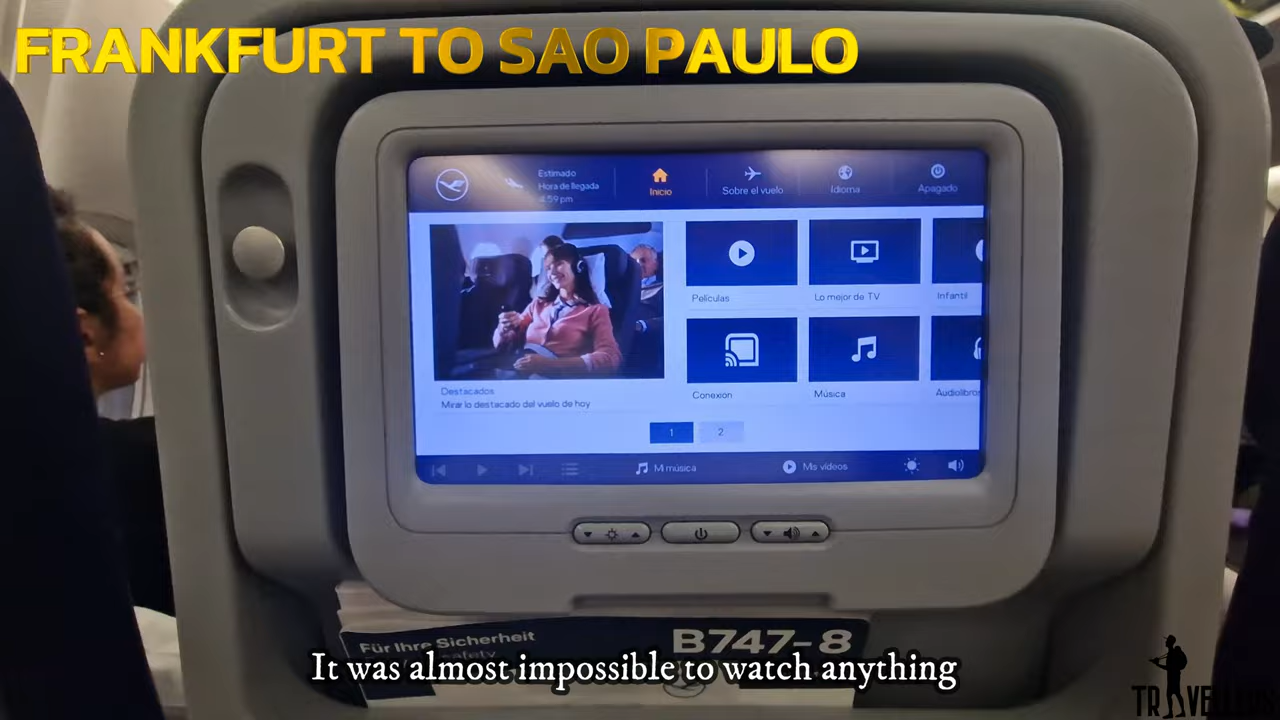 FRANKFURT TO SAO PAULO
Estimado
Hora de llegada
4:59 pm
Inicio
Sobre el vuelo
Idioma
Apagado
Películas
Lo mejor de TV
Infantil
Destacados
Mirar lo destacado del vuelo de hoy
Conexion
Música
Audiolibros
1
2
Mi música
Mis vídeos
Für Ihre Sicherheit
B747-8
safety
It was almost impossible to watch anything